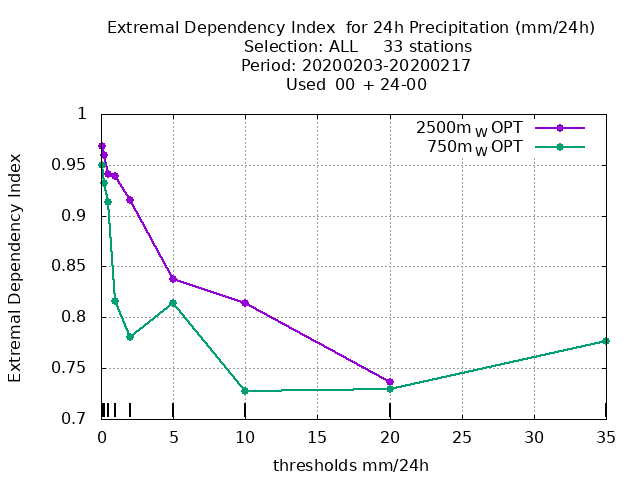 Extremal Dependency Index  for 24h Precipitation (mm/24h)
Selection: ALL     33 stations
Period: 20200203-20200217
Used  00 + 24-00
2500m W OPT
750m W OPT
1
0.95
0.9
0.85
0.8
0.75
0.7
Extremal Dependency Index
0 5 10 15 20 25 30 35
thresholds mm/24h